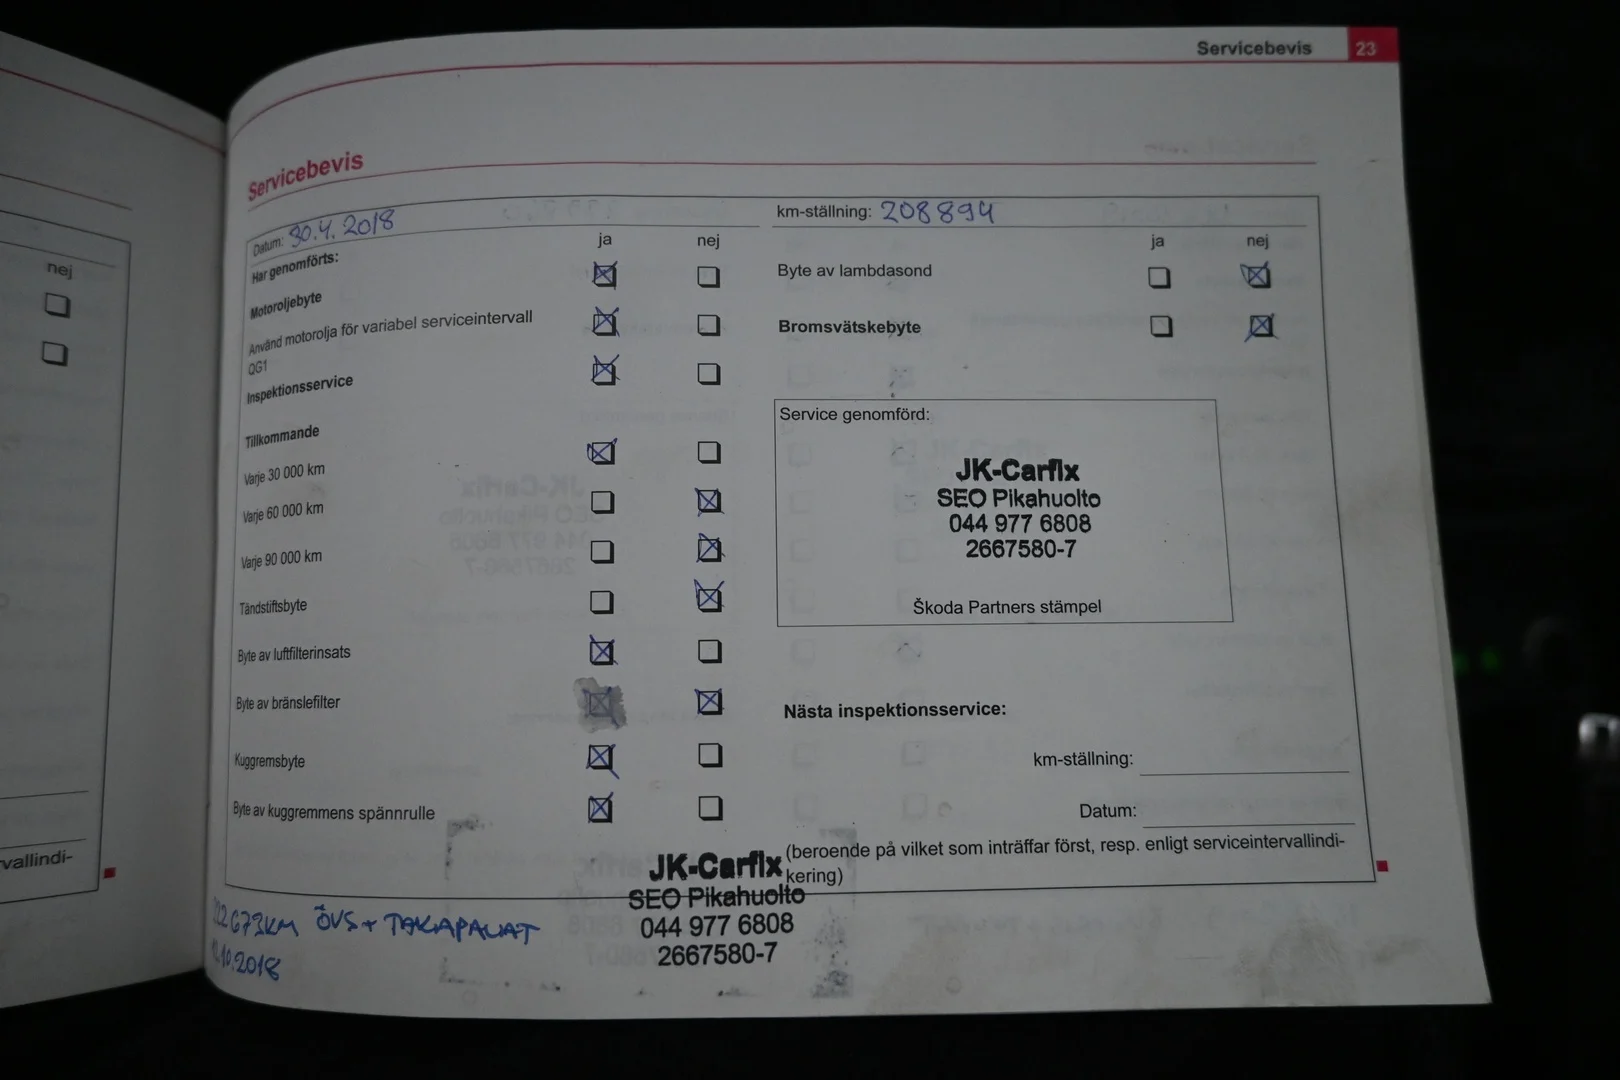 Servicebevis 23
Servicebevis
nej
Datum: 30.4.2018
km-ställning: 208894
ja nej
ja nej
Har genomförts:
Motoroljebyte
Använd motorolja för variabel serviceintervall
QG1
Inspektionsservice
Tillkommande
Varje 30 000 km
Varje 60 000 km
Varje 90 000 km
Tändstiftsbyte
Byte av luftfilterinsats
Byte av bränslefilter
Kuggremsbyte
Byte av kuggremmens spännrulle
Byte av lambdasond
Bromsvätskebyte
Service genomförd:
JK-Carfix
SEO Pikahuolto
044 977 6808
2667580-7
Škoda Partners stämpel
Nästa inspektionsservice:
km-ställning:
Datum:
(beroende på vilket som inträffar först, resp. enligt serviceintervallindi-
kering)
vallindi-
JK-Carfix
SEO Pikahuolto
044 977 6808
2667580-7
ÖVS + TAKAPALAT
10.2018